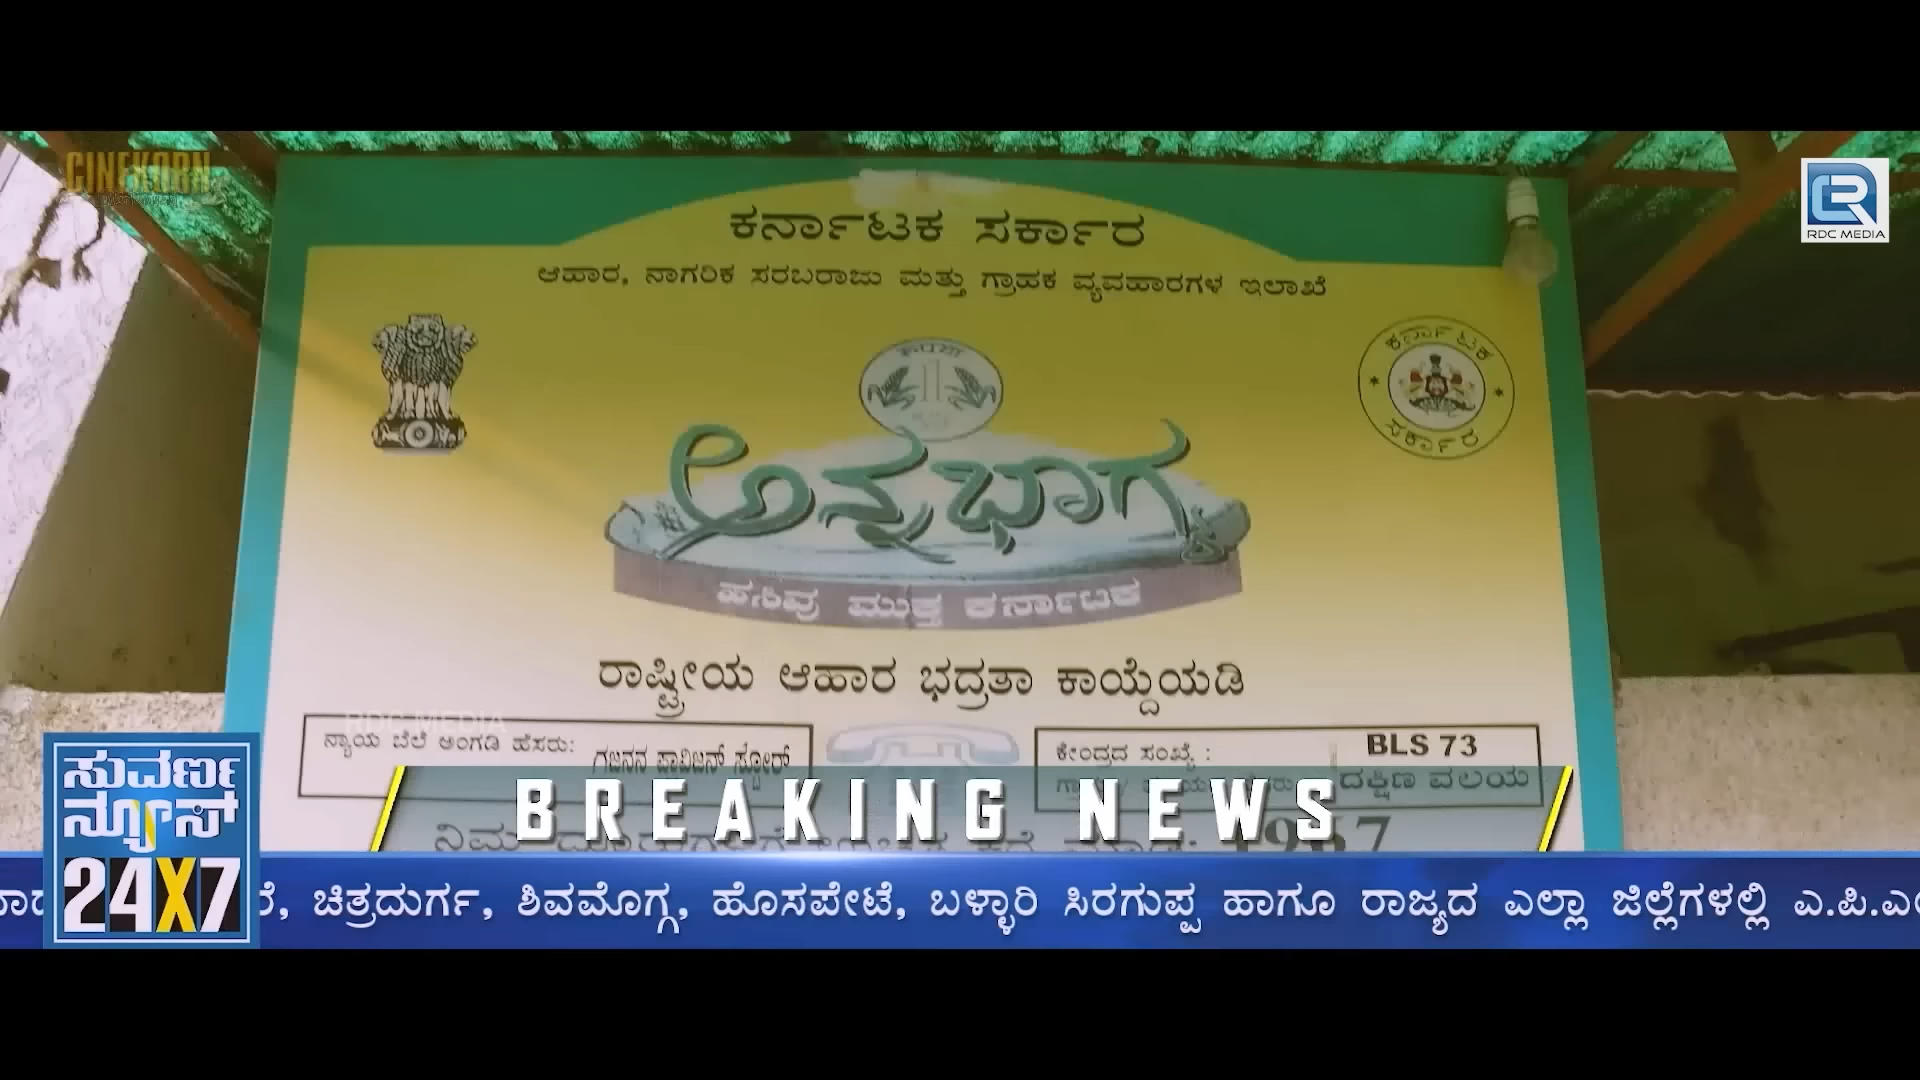 CINEKORN
RDC MEDIA
ಕರ್ನಾಟಕ ಸರ್ಕಾರ
ಆಹಾರ, ನಾಗರಿಕ ಸರಬರಾಜು ಮತ್ತು ಗ್ರಾಹಕ ವ್ಯವಹಾರಗಳ ಇಲಾಖೆ
ಕರ್ನಾಟಕ
ಸರ್ಕಾರ
ಅನ್ನಭಾಗ್ಯ
ಹಸಿವು ಮುಕ್ತ ಕರ್ನಾಟಕ
ರಾಷ್ಟ್ರೀಯ ಆಹಾರ ಭದ್ರತಾ ಕಾಯ್ದೆಯಡಿ
RDC MEDIA
ನ್ಯಾಯ ಬೆಲೆ ಅಂಗಡಿ ಹೆಸರು:
ಕೇಂದ್ರದ ಸಂಖ್ಯೆ : BLS 73
ದಕ್ಷಿಣ ವಲಯ
BREAKING NEWS
ನಿಮ್ಮ
ಸುವರ್ಣ
ನ್ಯೂಸ್
24X7
ಚಿತ್ರದುರ್ಗ, ಶಿವಮೊಗ್ಗ, ಹೊಸಪೇಟೆ, ಬಳ್ಳಾರಿ ಸಿರಗುಪ್ಪ ಹಾಗೂ ರಾಜ್ಯದ ಎಲ್ಲಾ ಜಿಲ್ಲೆಗಳಲ್ಲಿ